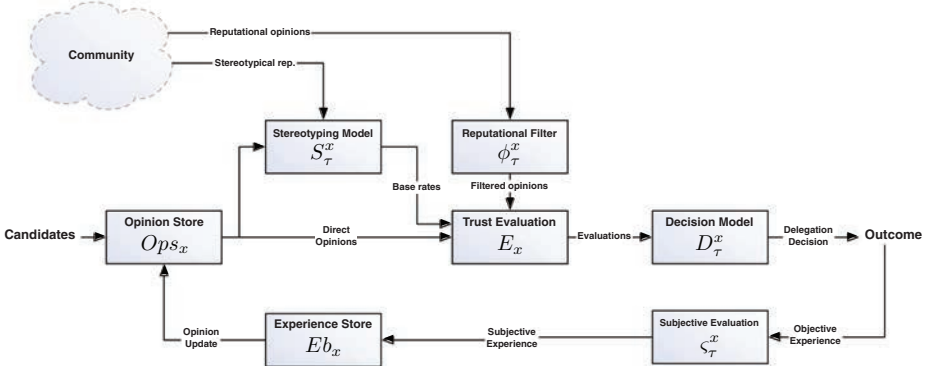 Reputational opinions
Community
Stereotypical rep.
Stereotyping Model
S^x_τ
Reputational Filter
ϕ^x_τ
Base rates
Filtered opinions
Candidates
Opinion Store
Ops_x
Direct
Opinions
Trust Evaluation
E_x
Evaluations
Decision Model
D^x_τ
Delegation
Decision
Outcome
Opinion
Update
Experience Store
Eb_x
Subjective
Experience
Subjective Evaluation
ς^x_τ
Objective
Experience